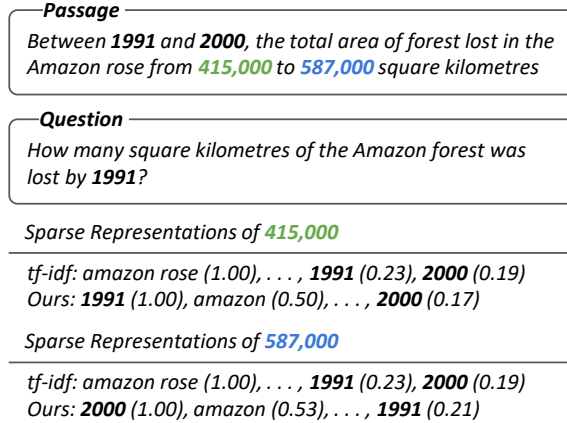 Passage
Between 1991 and 2000, the total area of forest lost in the
Amazon rose from 415,000 to 587,000 square kilometres
Question
How many square kilometres of the Amazon forest was
lost by 1991?
Sparse Representations of 415,000
tf-idf: amazon rose (1.00), . . . , 1991 (0.23), 2000 (0.19)
Ours: 1991 (1.00), amazon (0.50), . . . , 2000 (0.17)
Sparse Representations of 587,000
tf-idf: amazon rose (1.00), . . . , 1991 (0.23), 2000 (0.19)
Ours: 2000 (1.00), amazon (0.53), . . . , 1991 (0.21)